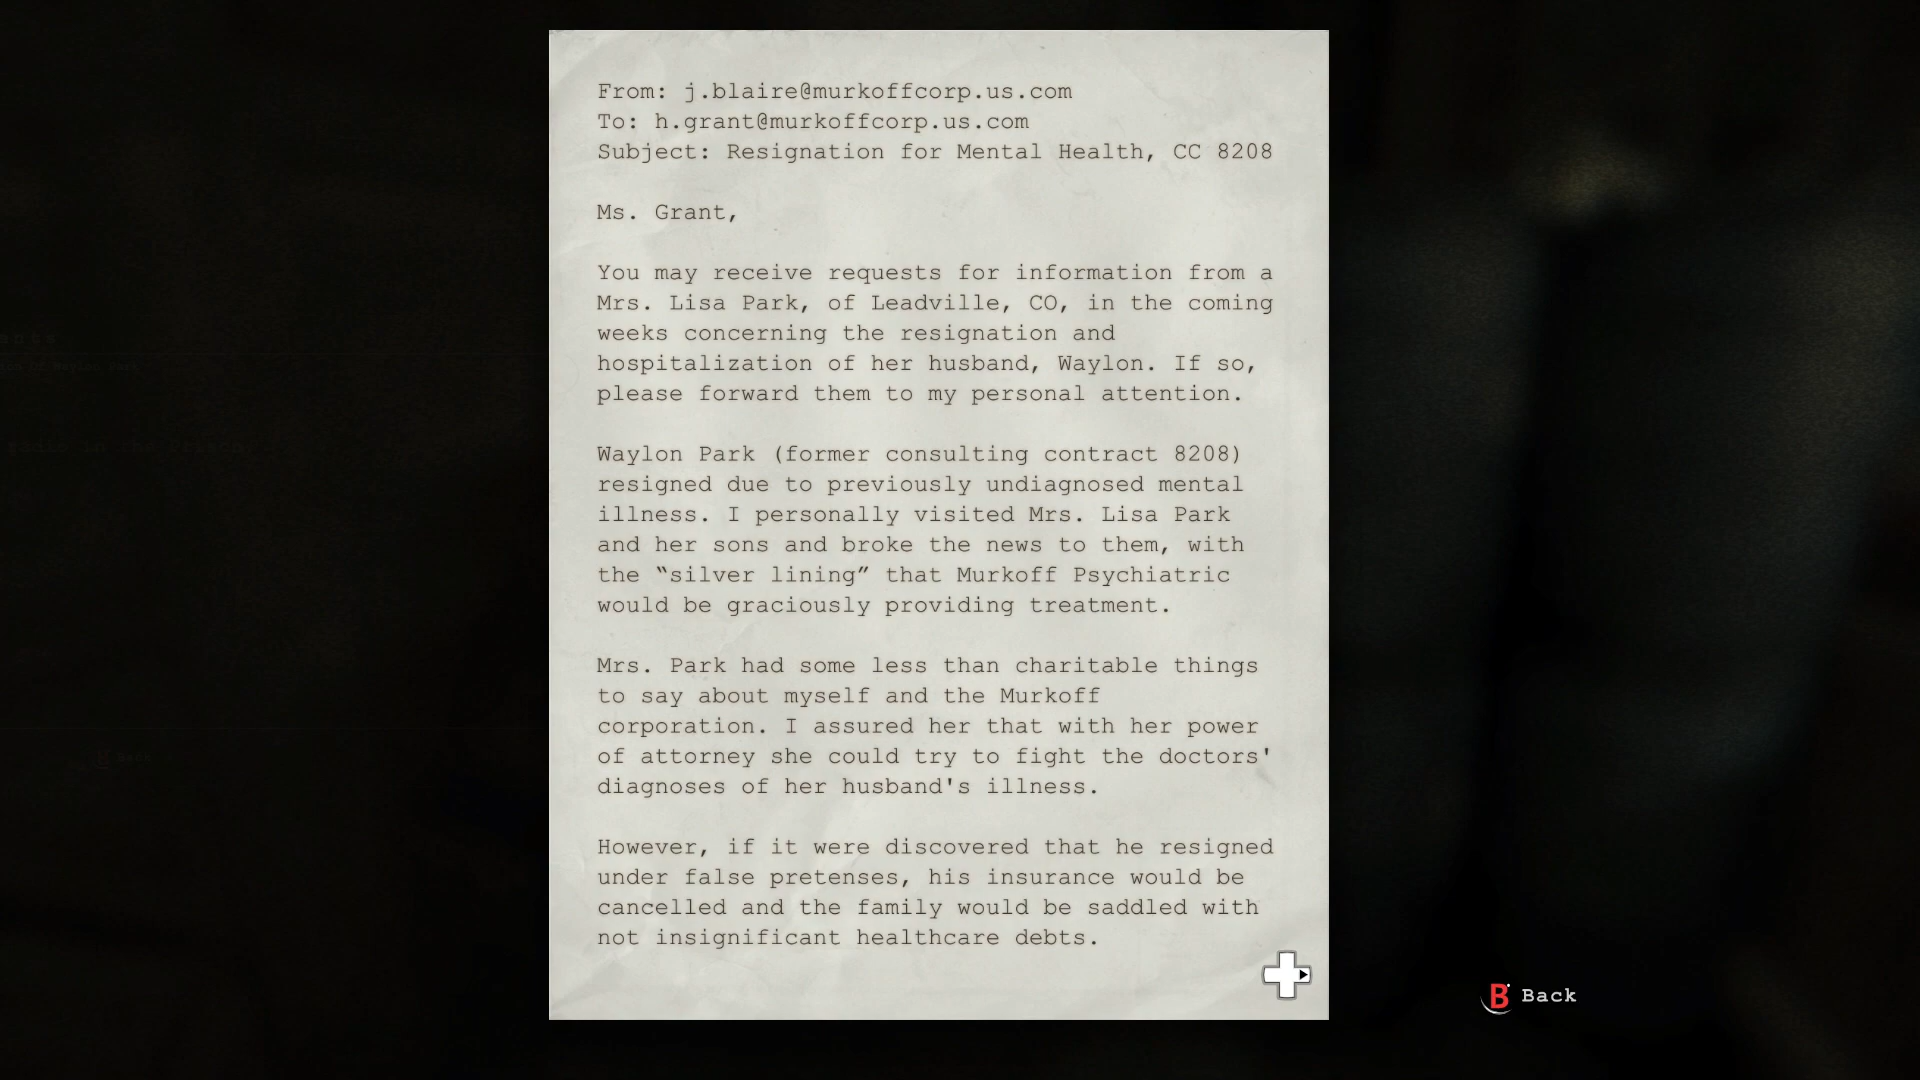 From: j.blaire@murkoffcorp.us.com
To: h.grant@murkoffcorp.us.com
Subject: Resignation for Mental Health, CC 8208
Ms. Grant,
You may receive requests for information from a
Mrs. Lisa Park, of Leadville, CO, in the coming
weeks concerning the resignation and
hospitalization of her husband, Waylon. If so,
please forward them to my personal attention.
Waylon Park (former consulting contract 8208)
resigned due to previously undiagnosed mental
illness. I personally visited Mrs. Lisa Park
and her sons and broke the news to them, with
the “silver lining” that Murkoff Psychiatric
would be graciously providing treatment.
Mrs. Park had some less than charitable things
to say about myself and the Murkoff
corporation. I assured her that with her power
of attorney she could try to fight the doctors'
diagnoses of her husband's illness.
However, if it were discovered that he resigned
under false pretenses, his insurance would be
cancelled and the family would be saddled with
not insignificant healthcare debts.
B Back